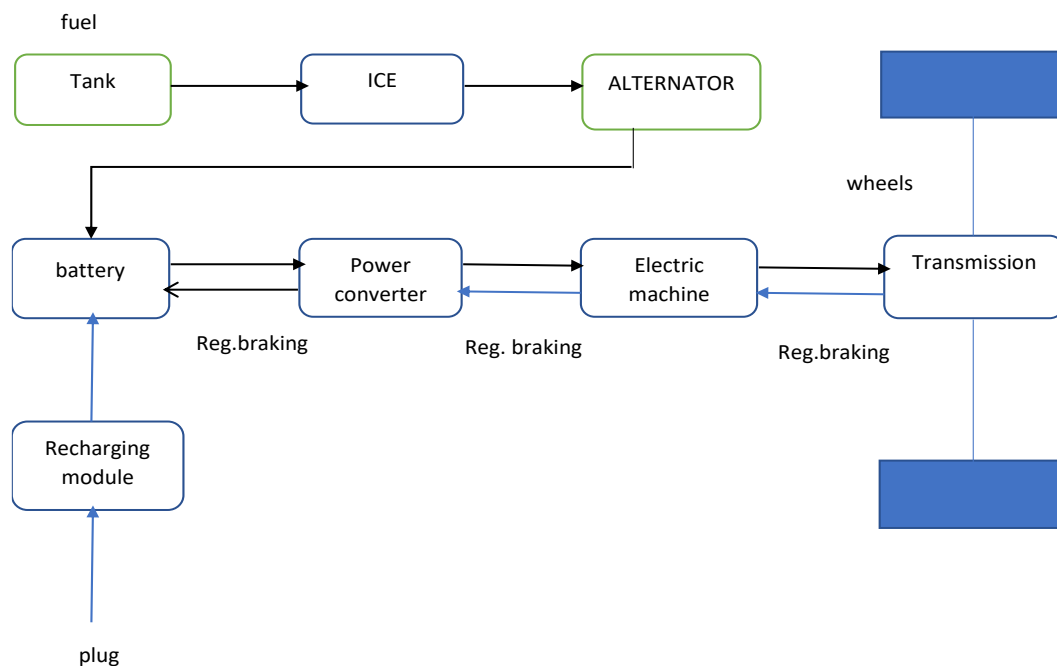 fuel
Tank
ICE
ALTERNATOR
wheels
battery
Power
converter
Electric
machine
Transmission
Reg.braking
Reg. braking
Reg.braking
Recharging
module
plug